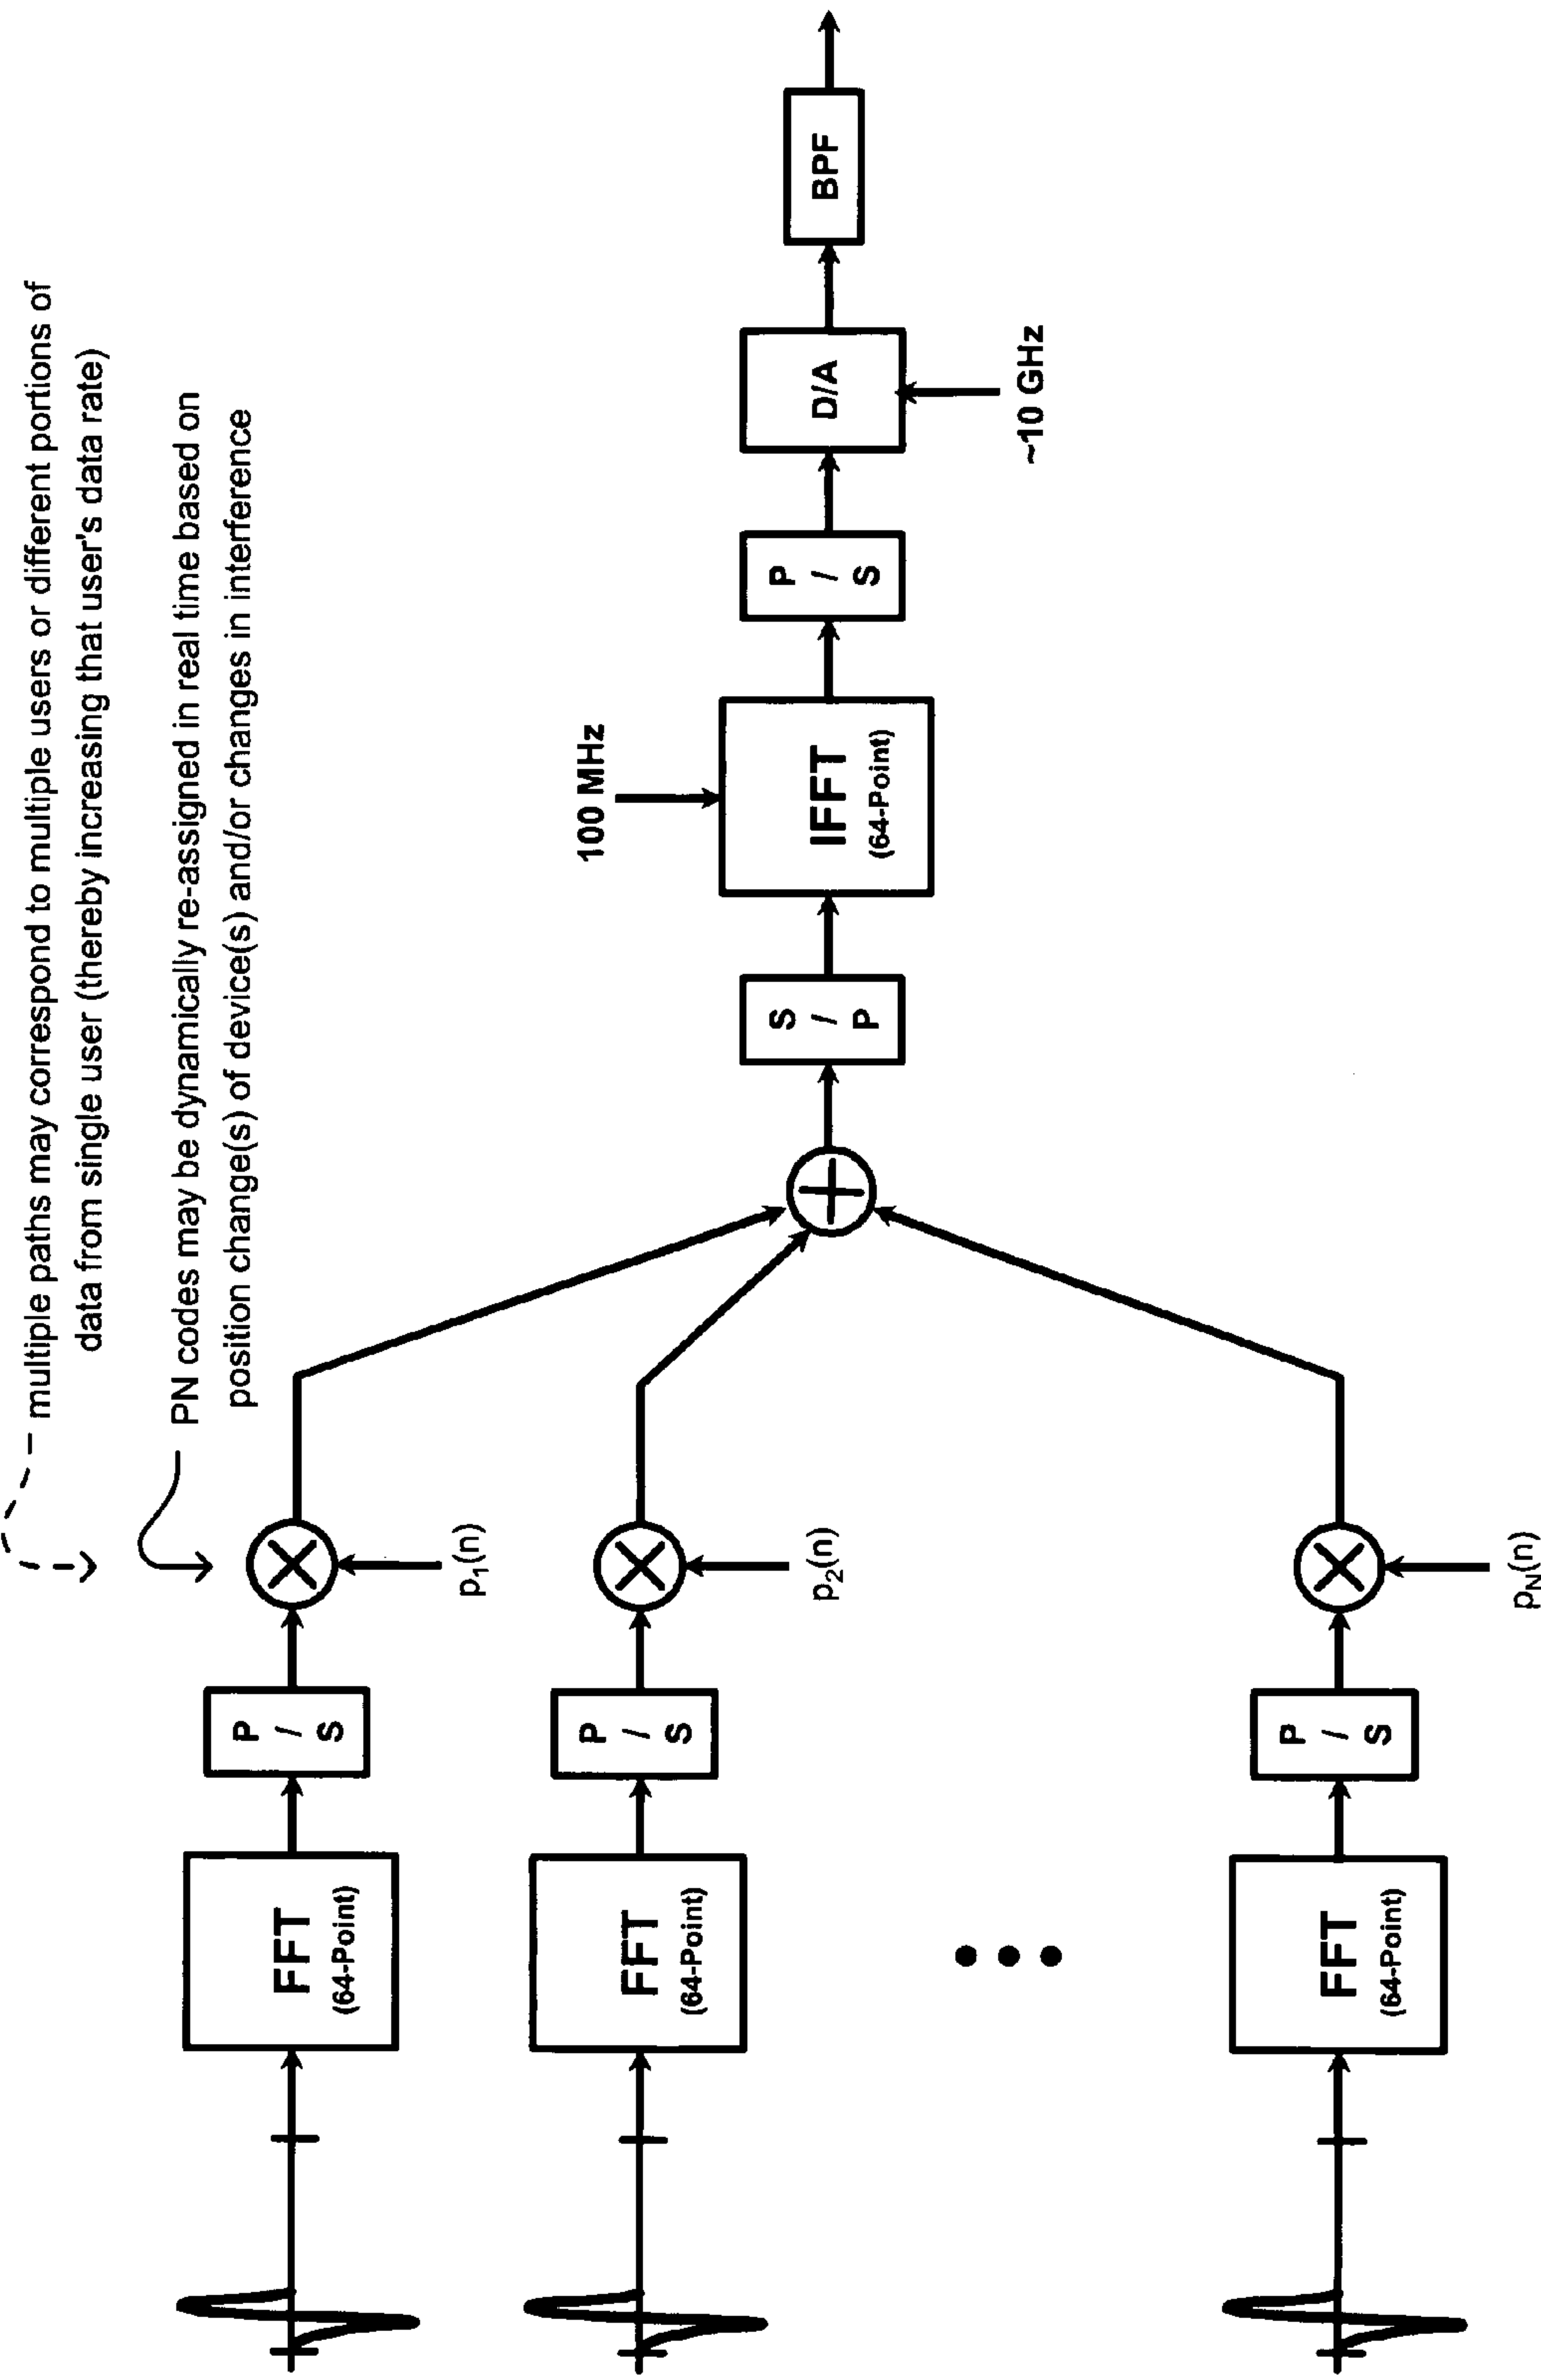 multiple paths may correspond to multiple users or different portions of
data from single user (thereby increasing that user's data rate)
PN codes may be dynamically re-assigned in real time based on
position change(s) of device(s) and/or changes in interference
FFT
(64-Point)
P
/
S
p₁(n)
FFT
(64-Point)
P
/
S
p₂(n)
FFT
(64-Point)
P
/
S
pN(n)
S
/
P
100 MHz
IFFT
(64-Point)
P
/
S
D/A
~10 GHz
BPF